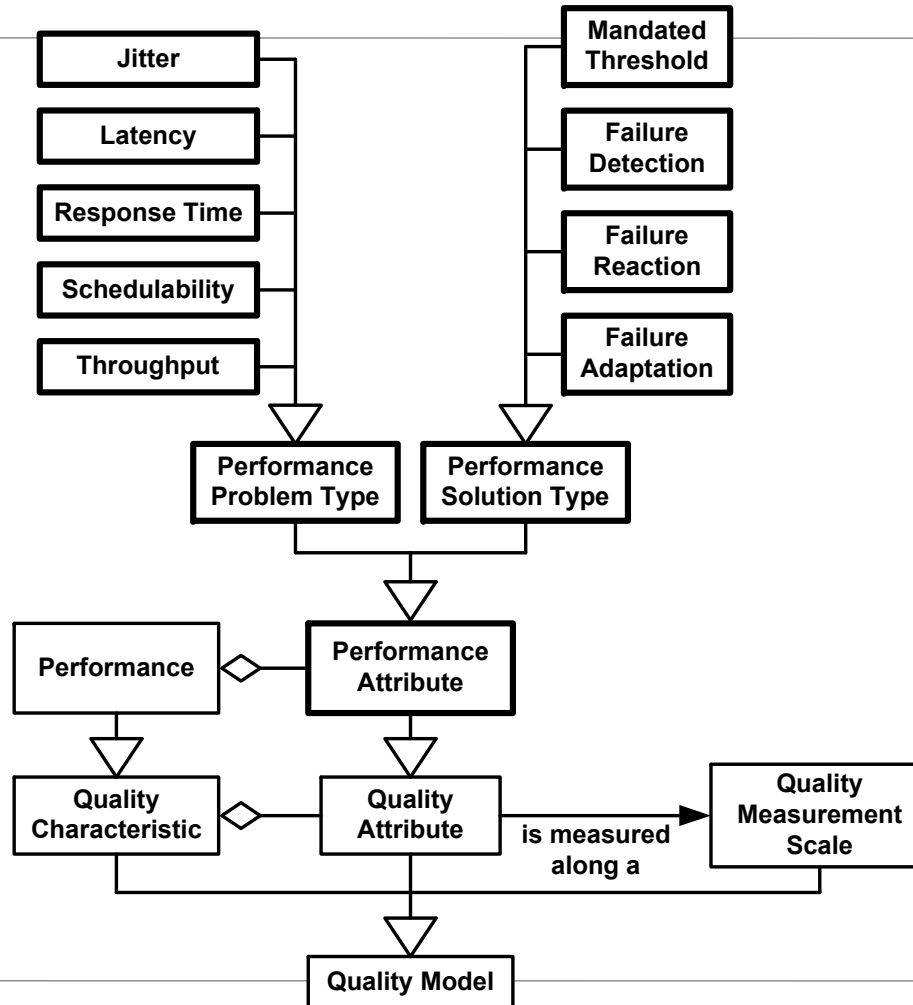 Jitter
Latency
Response Time
Schedulability
Throughput
Mandated
Threshold
Failure
Detection
Failure
Reaction
Failure
Adaptation
Performance
Problem Type
Performance
Solution Type
Performance
Performance
Attribute
Quality
Characteristic
Quality
Attribute
is measured
along a
Quality
Measurement
Scale
Quality Model